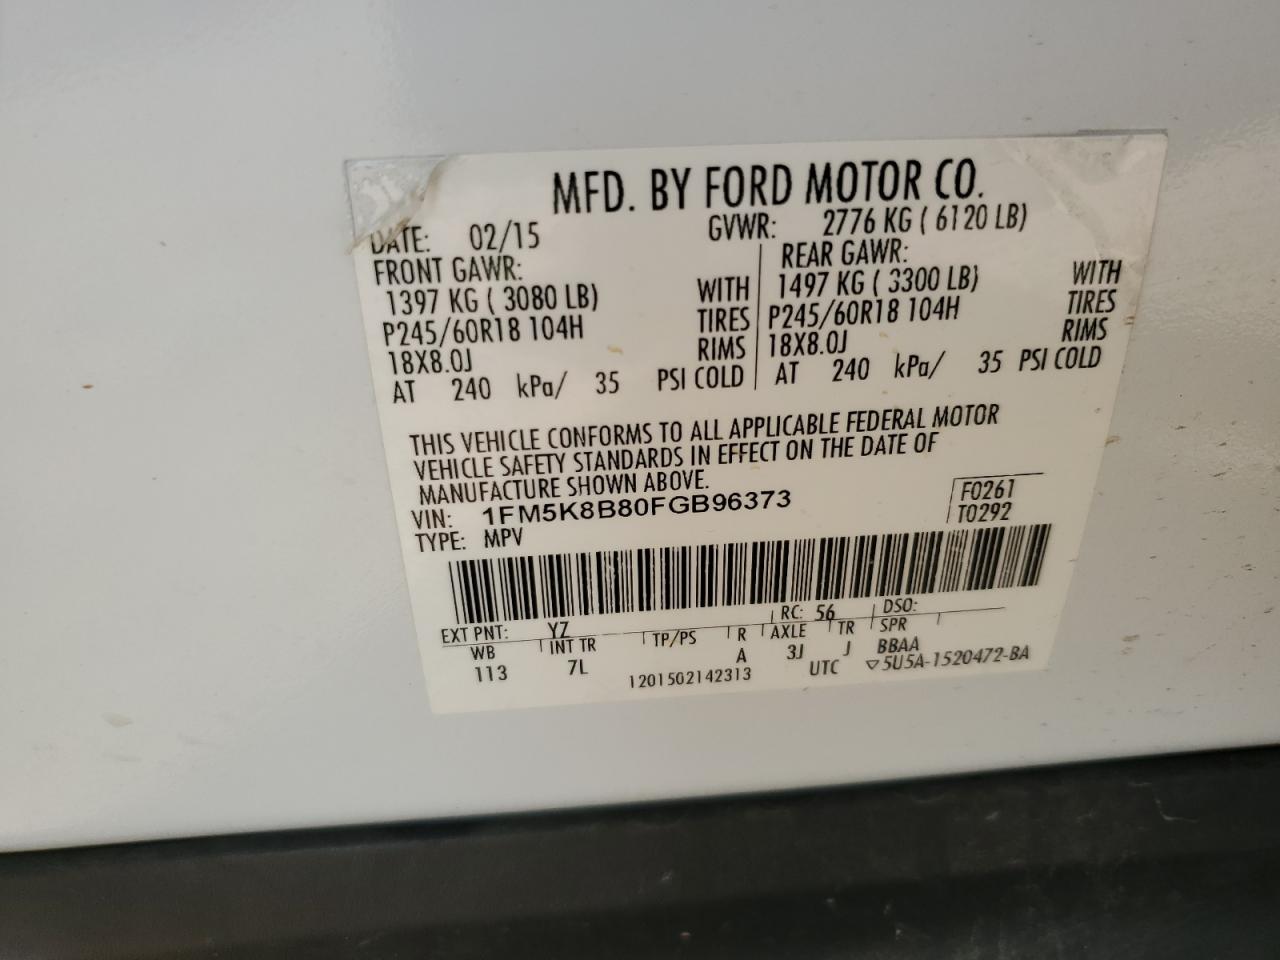 MFD. BY FORD MOTOR CO.
DATE: 02/15 GVWR: 2776 KG ( 6120 LB)
FRONT GAWR: REAR GAWR:
1397 KG ( 3080 LB) WITH 1497 KG ( 3300 LB) WITH
P245/60R18 104H TIRES P245/60R18 104H TIRES
18X8.0J RIMS 18X8.0J RIMS
AT 240 kPa/ 35 PSI COLD AT 240 kPa/ 35 PSI COLD
THIS VEHICLE CONFORMS TO ALL APPLICABLE FEDERAL MOTOR
VEHICLE SAFETY STANDARDS IN EFFECT ON THE DATE OF
MANUFACTURE SHOWN ABOVE.
VIN: 1FM5K8B80FGB96373 F0261
TYPE: MPV T0292
RC: 56 DSO:
EXT PNT: YZ
WB INT TR TP/PS R AXLE TR SPR
113 7L A 3J J BBAA
1201502142313 UTC ▽5U5A-1520472-BA